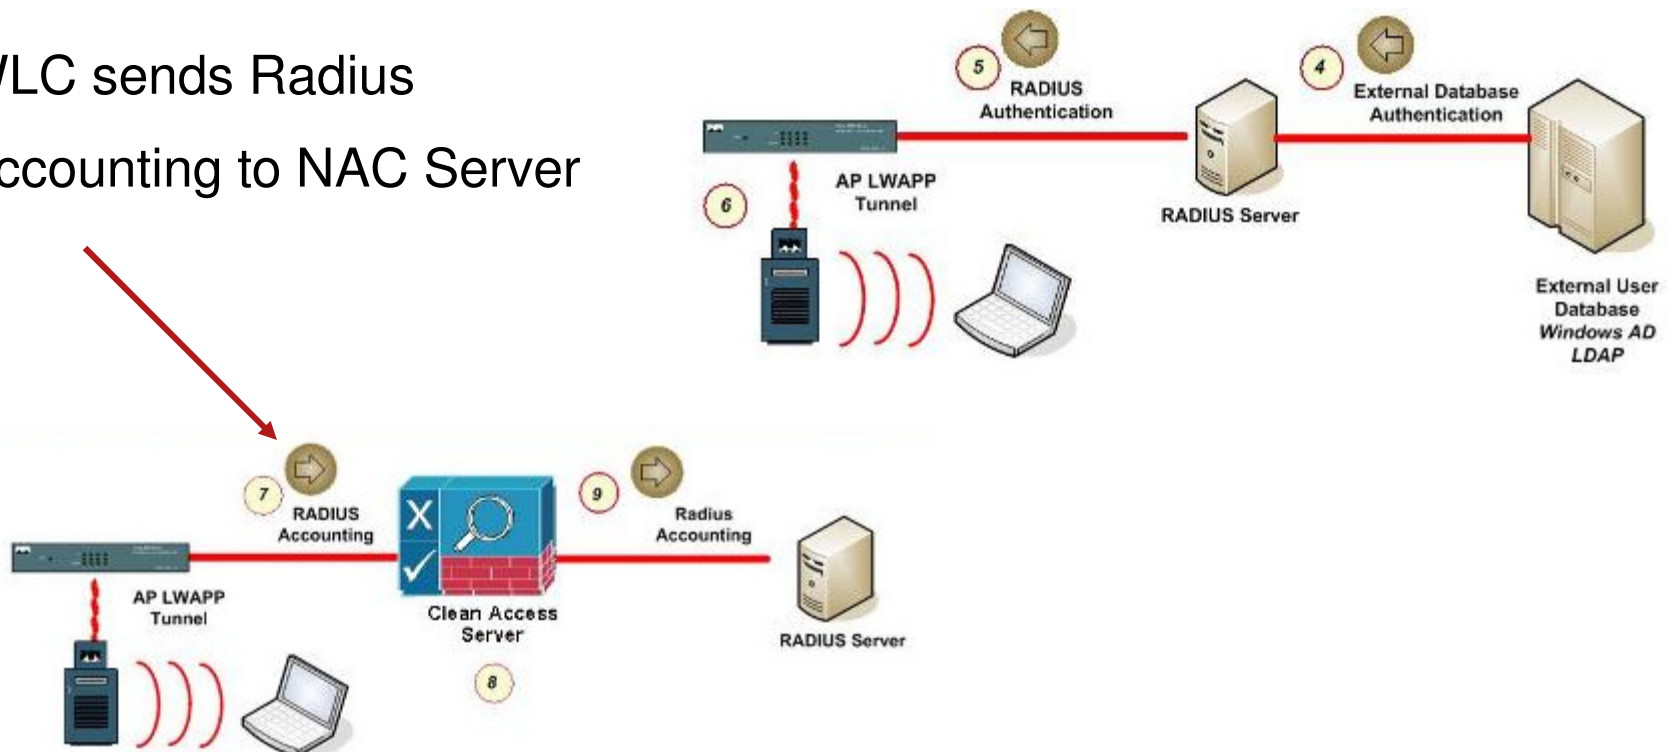 WLC sends Radius
ccounting to NAC Server
5
RADIUS
Authentication
4
External Database
Authentication
6
AP LWAPP
Tunnel
RADIUS Server
External User
Database
Windows AD
LDAP
7
RADIUS
Accounting
9
Radius
Accounting
AP LWAPP
Tunnel
Clean Access
Server
RADIUS Server
8
X